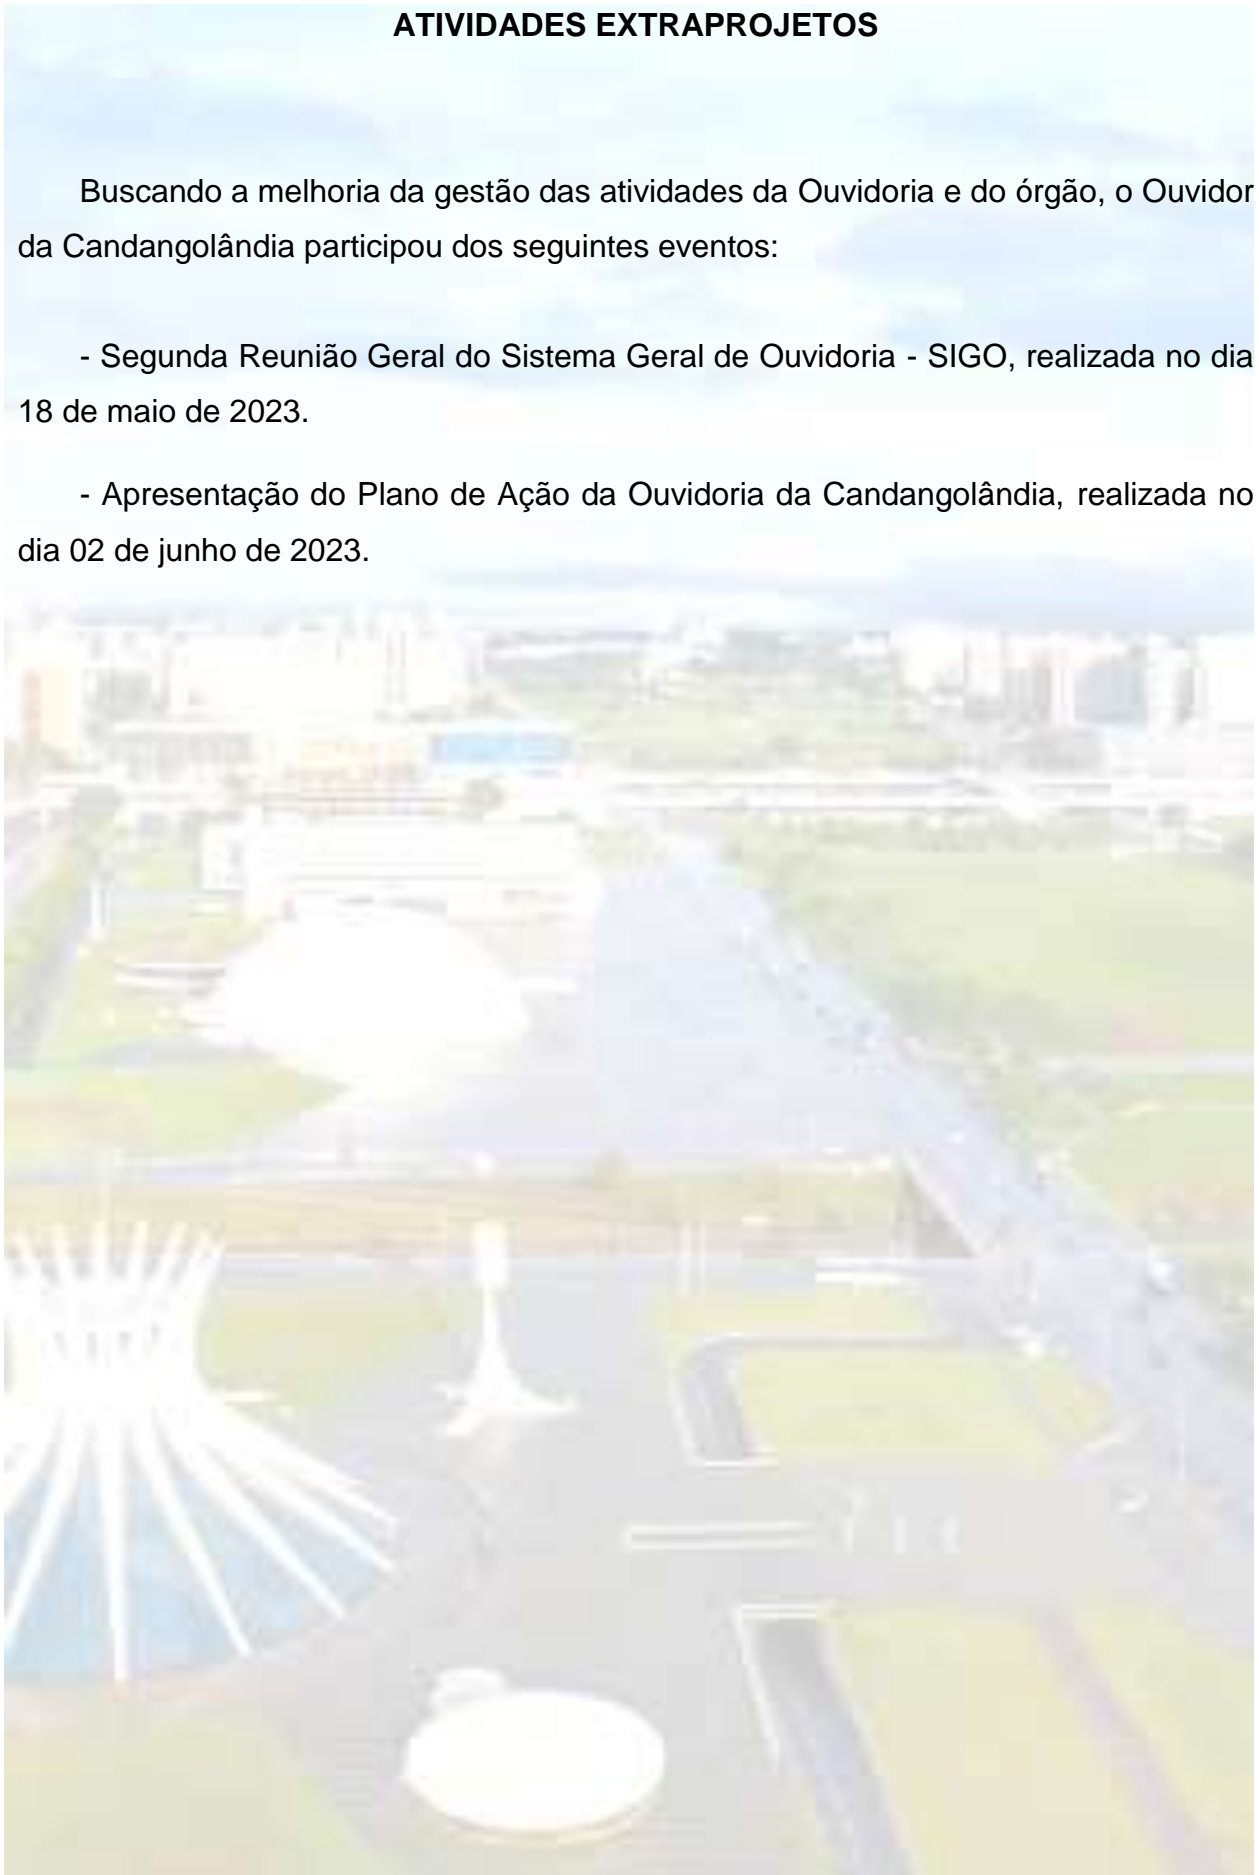 ATIVIDADES EXTRAPROJETOS
Buscando a melhoria da gestão das atividades da Ouvidoria e do órgão, o Ouvidor
da Candangolândia participou dos seguintes eventos:
- Segunda Reunião Geral do Sistema Geral de Ouvidoria - SIGO, realizada no dia
18 de maio de 2023.
- Apresentação do Plano de Ação da Ouvidoria da Candangolândia, realizada no
dia 02 de junho de 2023.